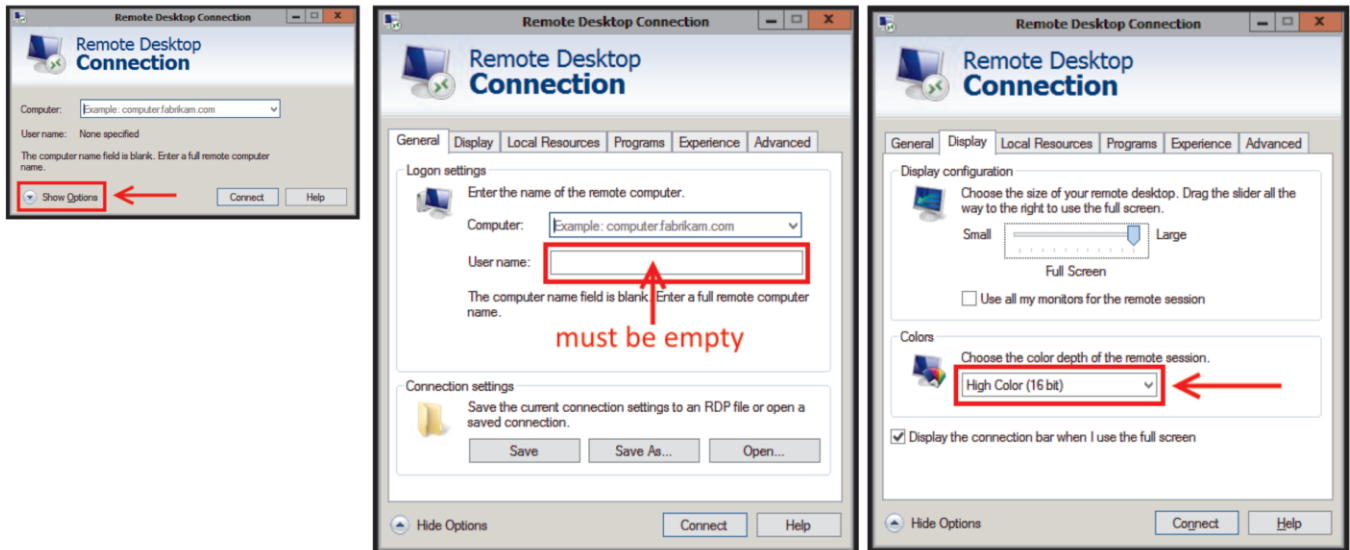 Remote Desktop Connection
Remote Desktop
Connection
Computer:
Example: computer.fabrikam.com
User name:
None specified
The computer name field is blank. Enter a full remote computer
name.
Show Options
Connect
Help
Remote Desktop Connection
Remote Desktop
Connection
General
Display
Local Resources
Programs
Experience
Advanced
Logon settings
Enter the name of the remote computer.
Computer:
Example: computer.fabrikam.com
User name:
The computer name field is blank. Enter a full remote computer
name.
must be empty
Connection settings
Save the current connection settings to an RDP file or open a
saved connection.
Save
Save As...
Open...
Hide Options
Connect
Help
Remote Desktop Connection
Remote Desktop
Connection
General
Display
Local Resources
Programs
Experience
Advanced
Display configuration
Choose the size of your remote desktop. Drag the slider all the
way to the right to use the full screen.
Small
Large
Full Screen
Use all my monitors for the remote session
Colors
Choose the color depth of the remote session.
High Color (16 bit)
Display the connection bar when I use the full screen
Hide Options
Connect
Help